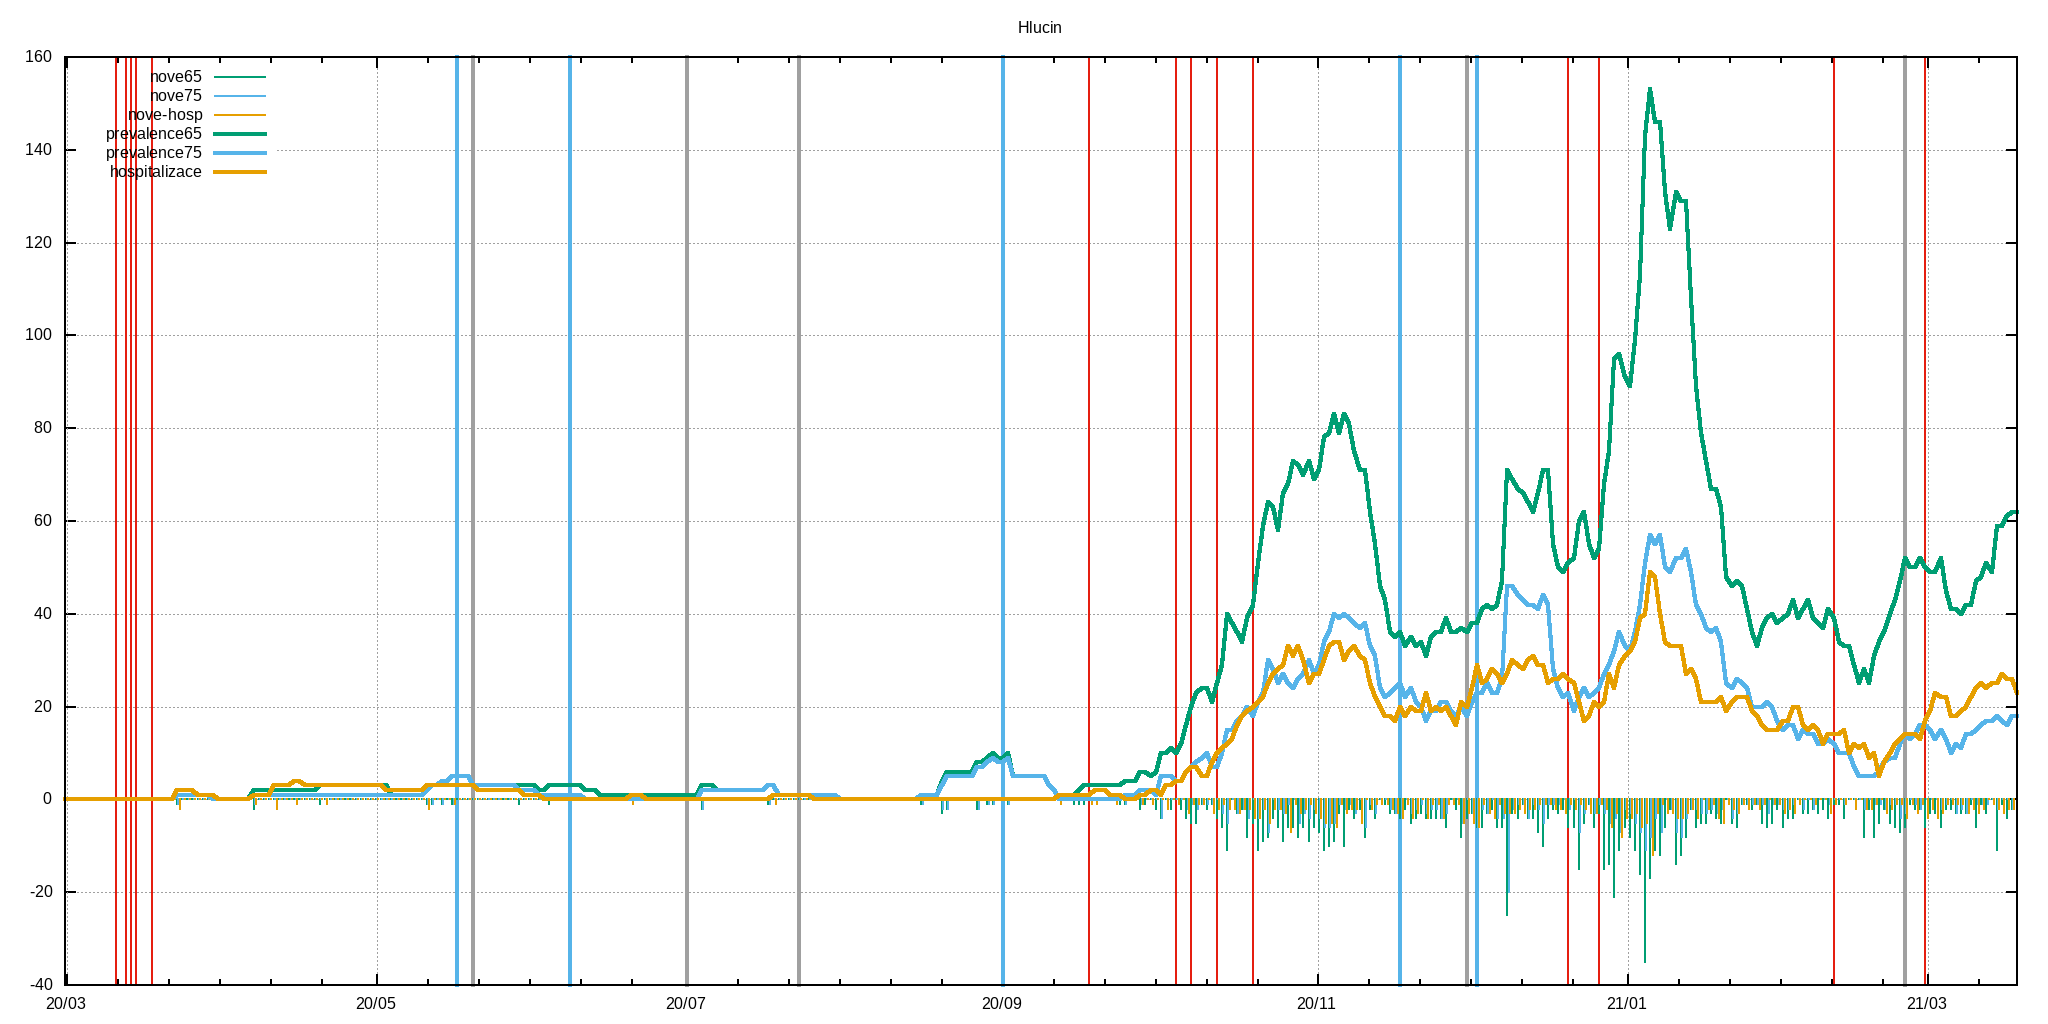 Hlucin
160
140
120
100
80
60
40
20
0
-20
-40
nove65
nove75
nove-hosp
prevalence65
prevalence75
hospitalizace
20/03 20/05 20/07 20/09 20/11 21/01 21/03